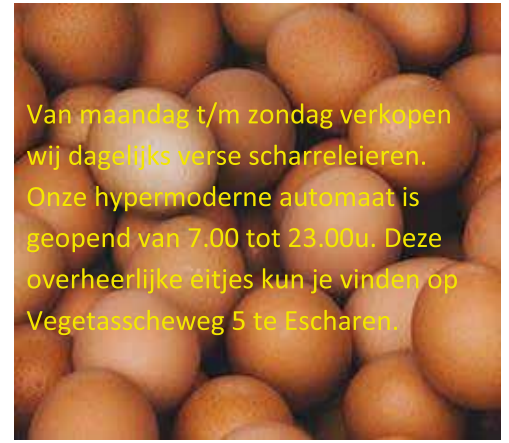 Van maandag t/m zondag verkopen
wij dagelijks verse scharreleieren.
Onze hypermoderne automaat is
geopend van 7.00 tot 23.00u. Deze
overheerlijke eitjes kun je vinden op
Vegetasscheweg 5 te Escharen.